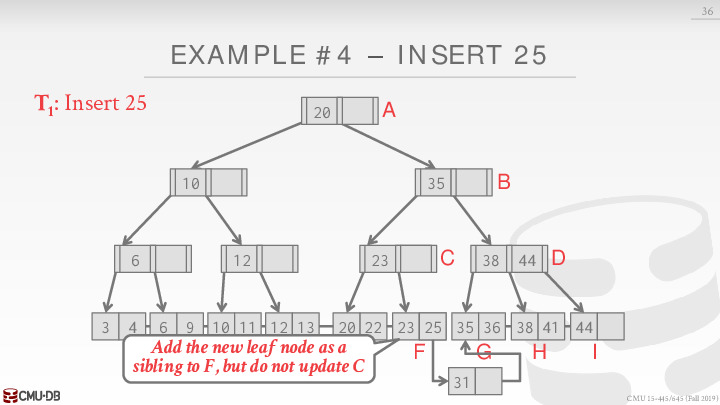 36
EXAMPLE #4 – INSERT 25
T1: Insert 25
20 A
10 35 B
6 12 23 C 38 44 D
3 4 6 9 10 11 12 13 20 22 23 25 35 36 38 41 44
F G H I
Add the new leaf node as a
sibling to F, but do not update C
31
CMU·DB
CMU 15-445/645 (Fall 2019)